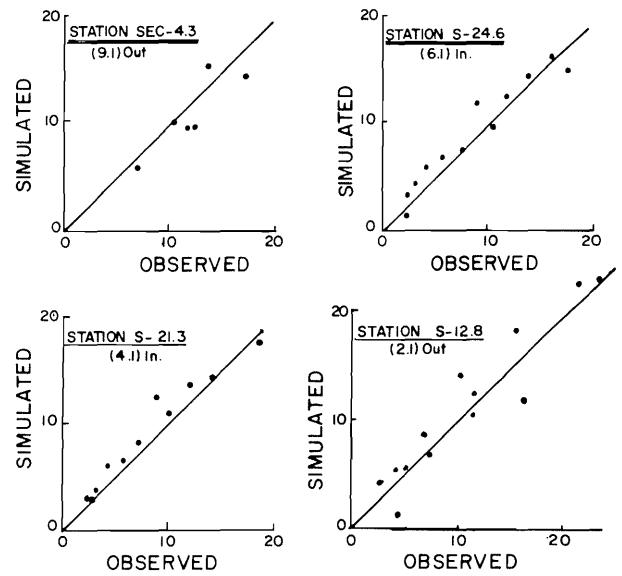 20
STATION SEC-4.3
(9.1) Out
SIMULATED
10
0
0 10 20
OBSERVED
20
STATION S-24.6
(6.1) In.
SIMULATED
10
0
0 10 20
OBSERVED
20
STATION S-21.3
(4.1) In.
SIMULATED
10
0
0 10 20
OBSERVED
20
STATION S-12.8
(2.1) Out
SIMULATED
10
0
0 10 20
OBSERVED